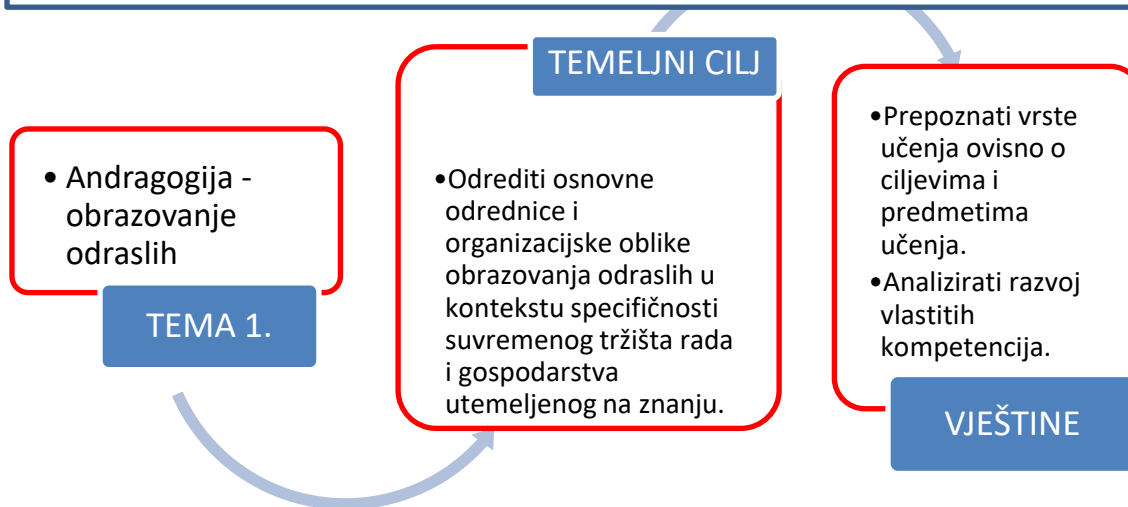 • Andragogija -
obrazovanje
odraslih
TEMA 1.
TEMELJNI CILJ
•Odrediti osnovne
odrednice i
organizacijske oblike
obrazovanja odraslih u
kontekstu specifičnosti
suvremenog tržišta rada
i gospodarstva
utemeljenog na znanju.
•Prepoznati vrste
učenja ovisno o
ciljevima i
predmetima
učenja.
•Analizirati razvoj
vlastitih
kompetencija.
VJEŠTINE